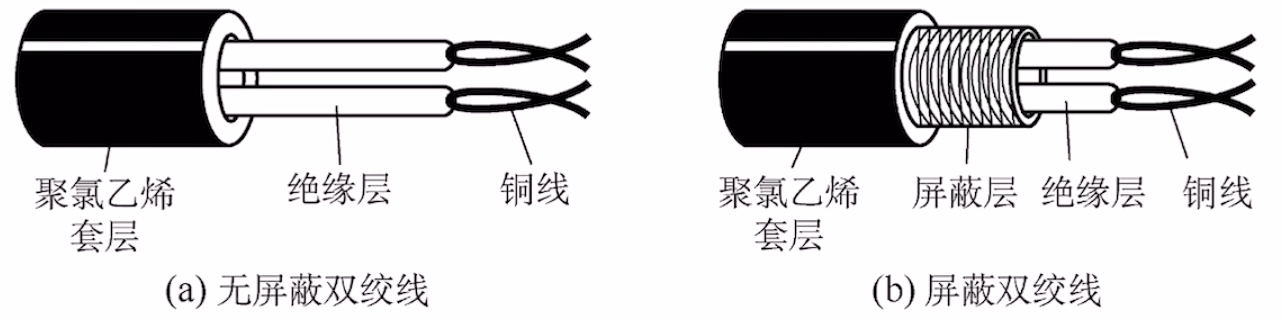 聚氯乙烯
套层
绝缘层
铜线
(a) 无屏蔽双绞线
聚氯乙烯
套层
屏蔽层
绝缘层
铜线
(b) 屏蔽双绞线